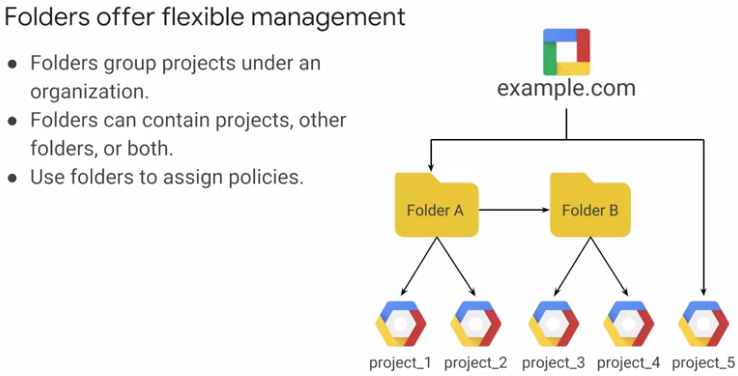 Folders offer flexible management
● Folders group projects under an
organization.
● Folders can contain projects, other
folders, or both.
● Use folders to assign policies.
example.com
Folder A
Folder B
project_1
project_2
project_3
project_4
project_5